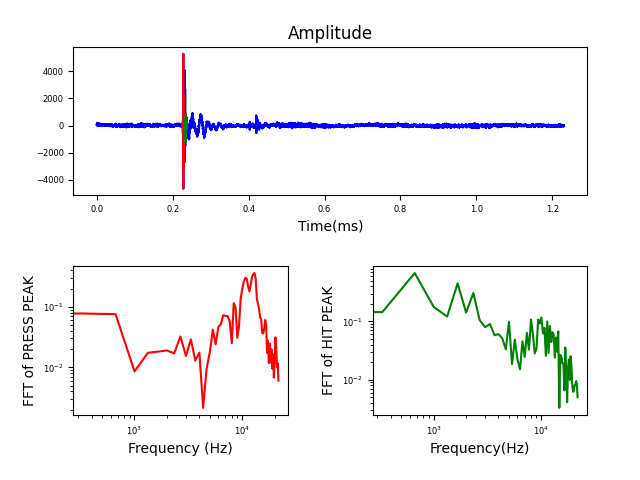 Amplitude
4000
2000
0
−2000
−4000
0.0 0.2 0.4 0.6 0.8 1.0 1.2
Time(ms)
FFT of PRESS PEAK
10⁻¹
10⁻²
10³ 10⁴
Frequency (Hz)
FFT of HIT PEAK
10⁻¹
10⁻²
10³ 10⁴
Frequency(Hz)